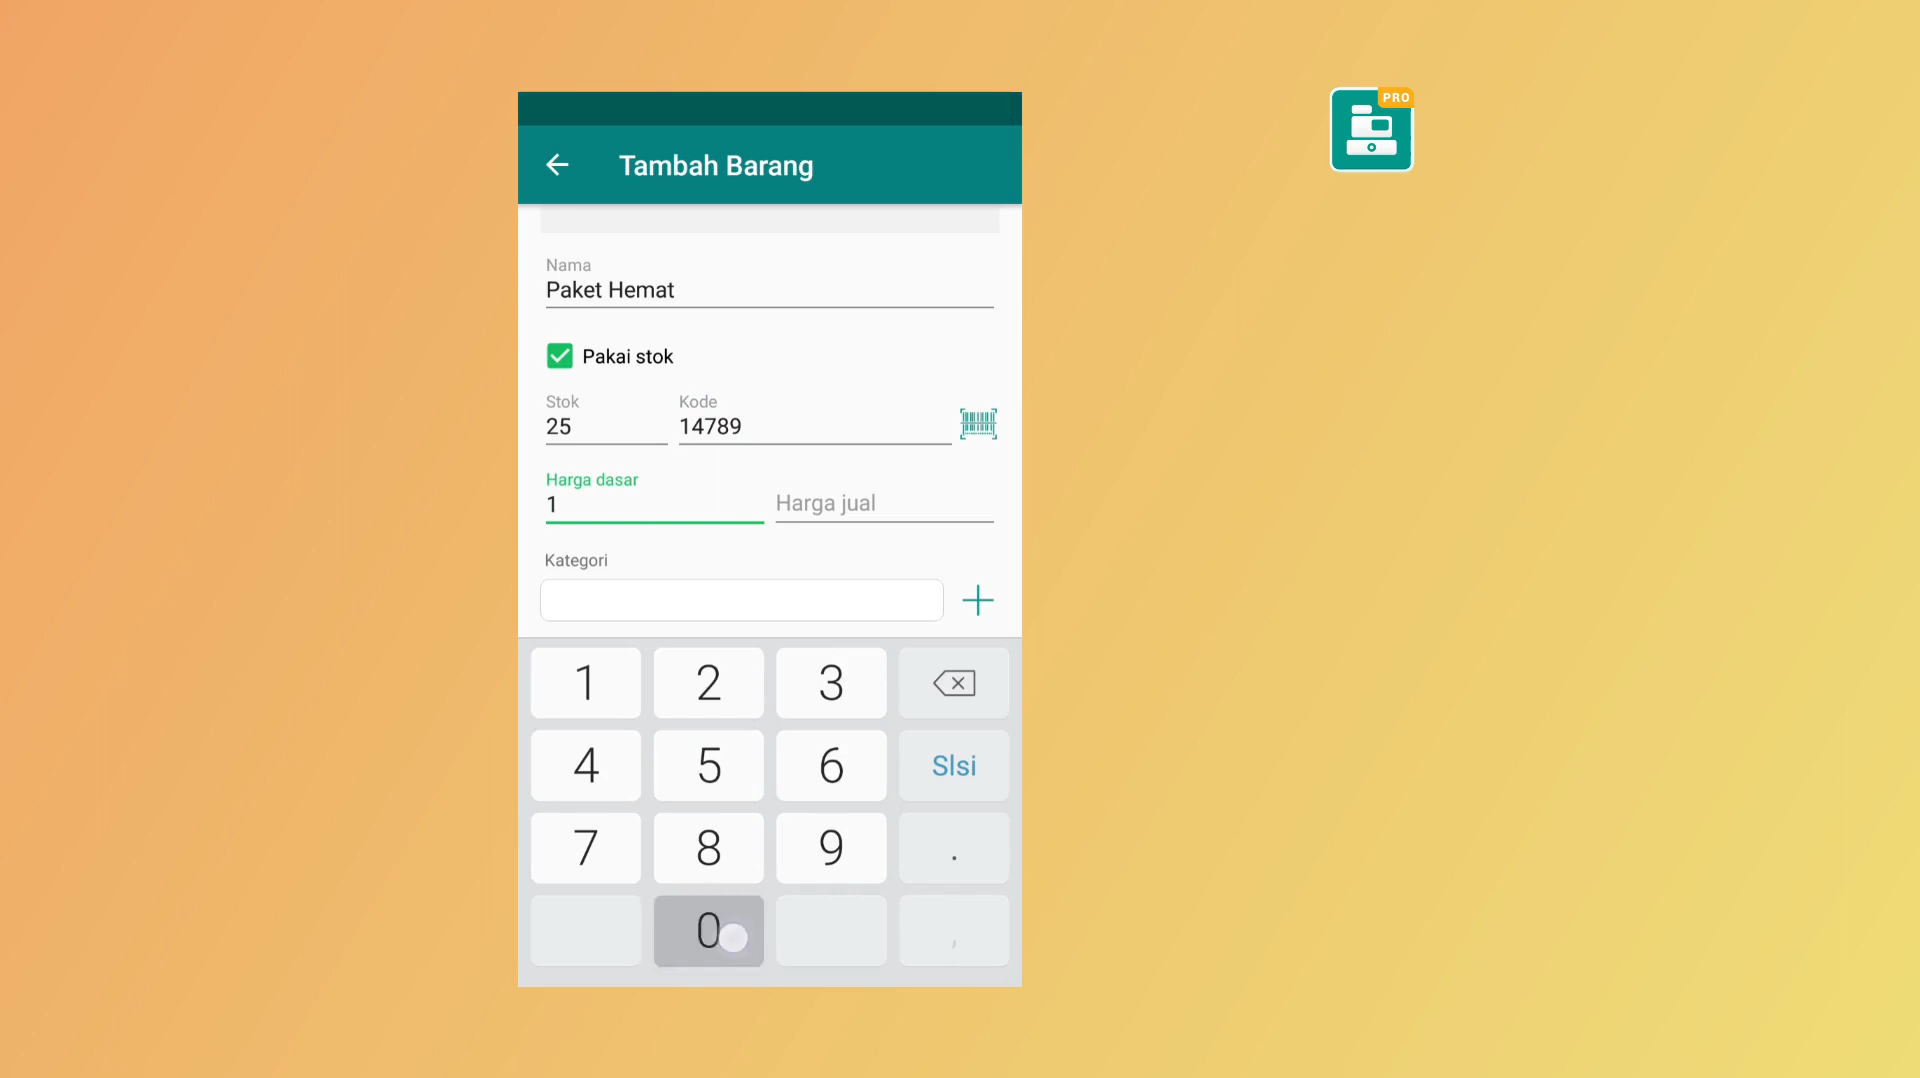 PRO
Tambah Barang
Nama
Paket Hemat
Pakai stok
Stok Kode
25 14789
Harga dasar
1 Harga jual
Kategori
1 2 3
4 5 6 Slsi
7 8 9 .
0 ,